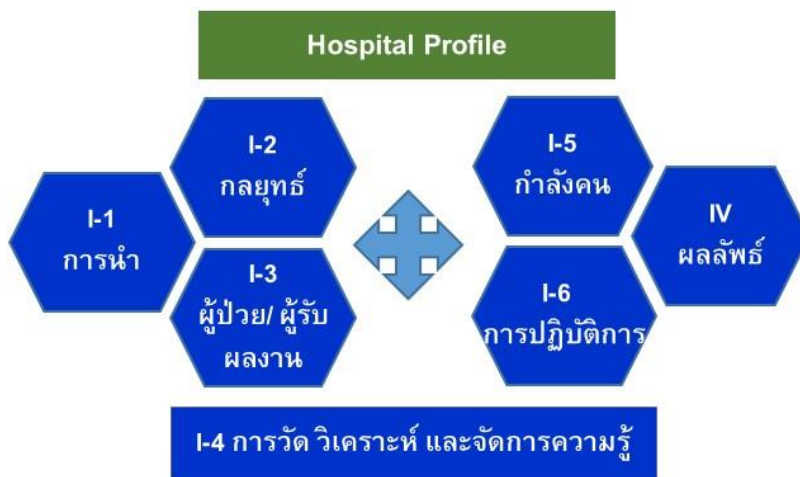 Hospital Profile
I-1
การนำ
I-2
กลยุทธ์
I-3
ผู้ป่วย/ ผู้รับ
ผลงาน
I-5
กำลังคน
I-6
การปฏิบัติการ
IV
ผลลัพธ์
I-4 การวัด วิเคราะห์ และจัดการความรู้